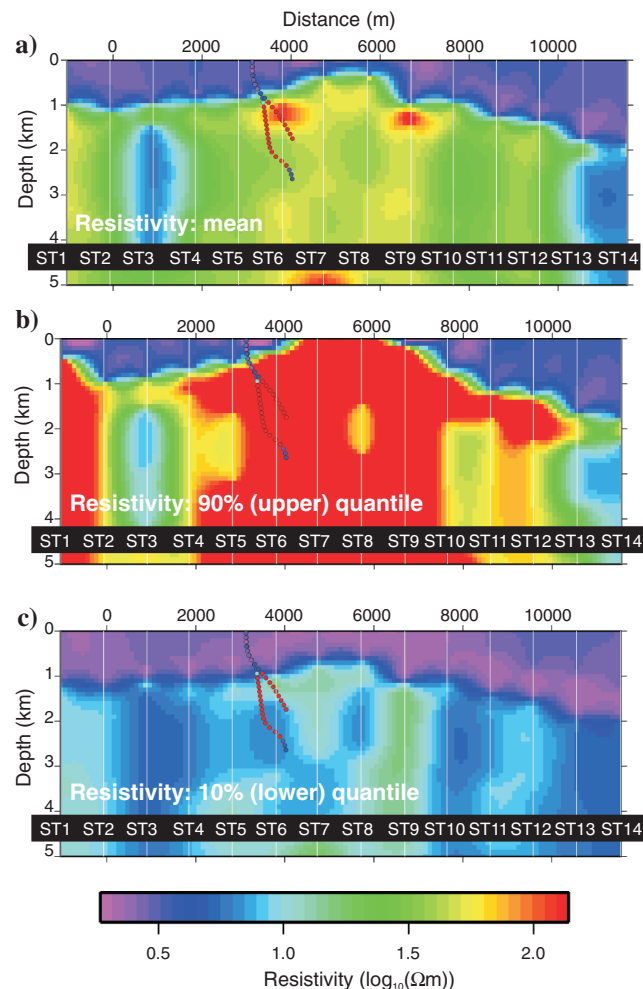 Distance (m)
a)
0 2000 4000 6000 8000 10000
0
1
2
3
4
5
Depth (km)
Resistivity: mean
ST1 ST2 ST3 ST4 ST5 ST6 ST7 ST8 ST9 ST10 ST11 ST12 ST13 ST14
b)
0 2000 4000 6000 8000 10000
0
1
2
3
4
5
Depth (km)
Resistivity: 90% (upper) quantile
ST1 ST2 ST3 ST4 ST5 ST6 ST7 ST8 ST9 ST10 ST11 ST12 ST13 ST14
c)
0 2000 4000 6000 8000 10000
0
1
2
3
4
5
Depth (km)
Resistivity: 10% (lower) quantile
ST1 ST2 ST3 ST4 ST5 ST6 ST7 ST8 ST9 ST10 ST11 ST12 ST13 ST14
0.5 1.0 1.5 2.0
Resistivity (log₁₀(Ωm))